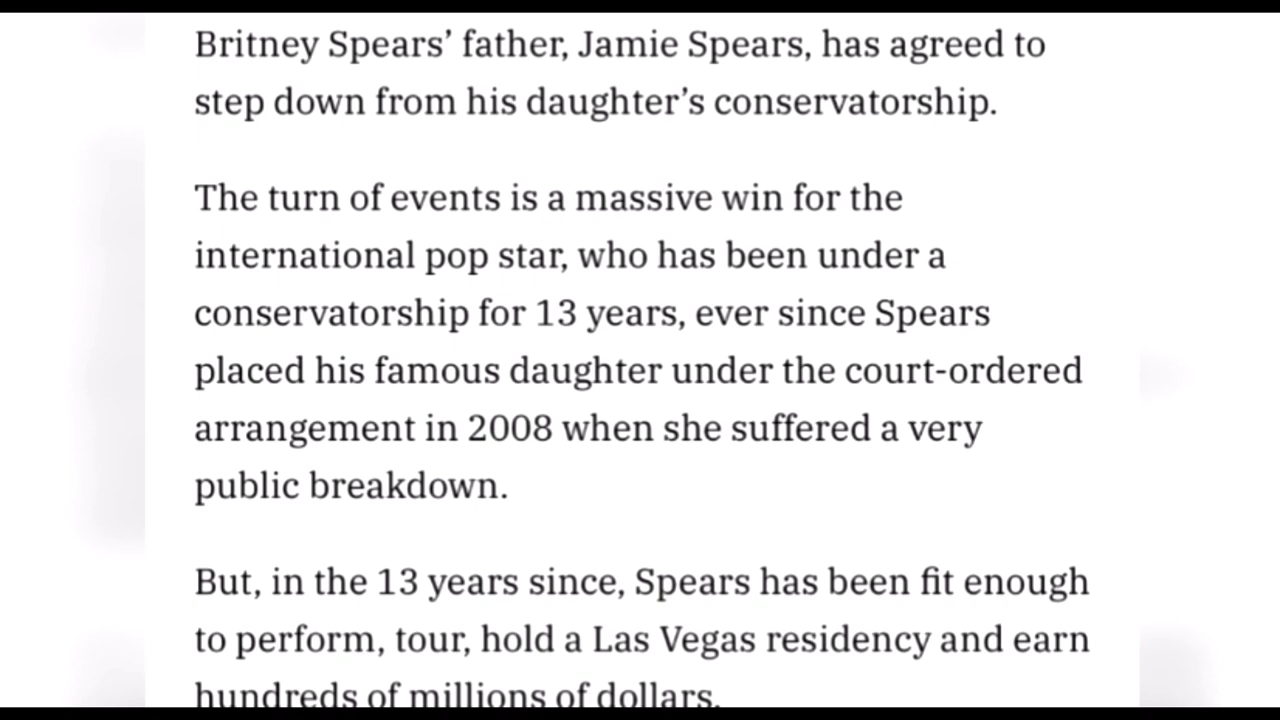 Britney Spears’ father, Jamie Spears, has agreed to
step down from his daughter’s conservatorship.
The turn of events is a massive win for the
international pop star, who has been under a
conservatorship for 13 years, ever since Spears
placed his famous daughter under the court-ordered
arrangement in 2008 when she suffered a very
public breakdown.
But, in the 13 years since, Spears has been fit enough
to perform, tour, hold a Las Vegas residency and earn
hundreds of millions of dollars.